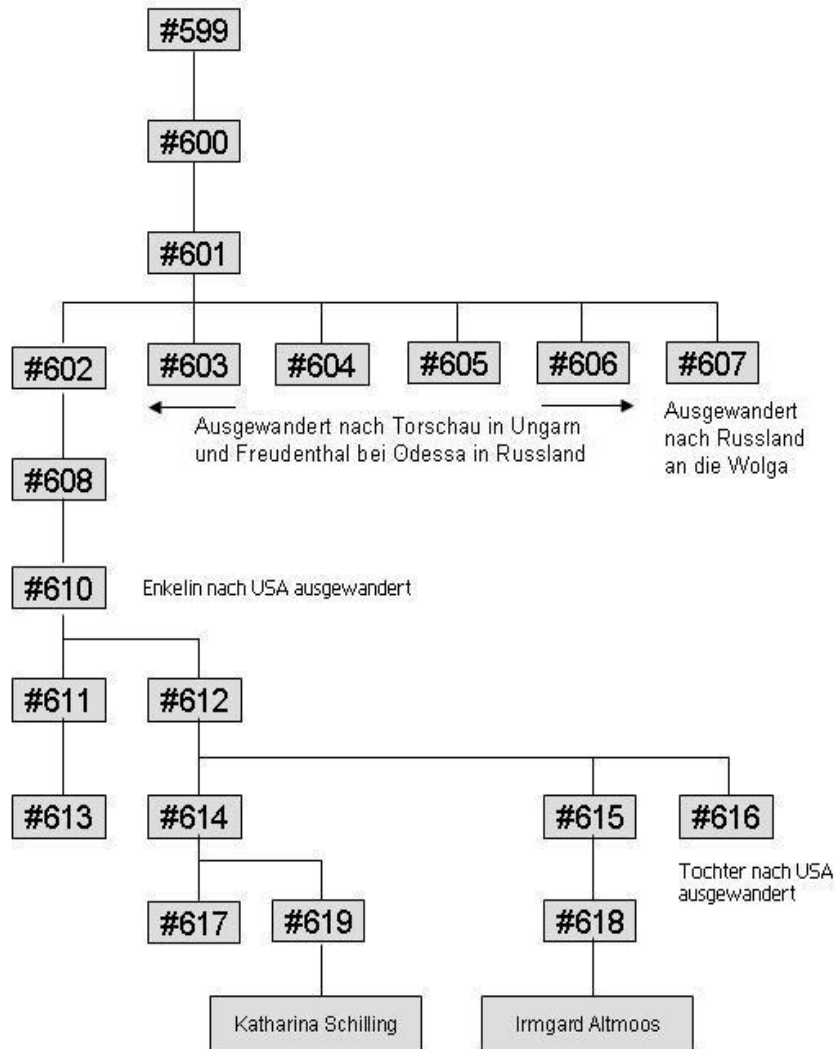 #599
#600
#601
#602 #603 #604 #605 #606 #607
Ausgewandert nach Torschau in Ungarn
und Freudenthal bei Odessa in Russland
Ausgewandert
nach Russland
an die Wolga
#608
#610 Enkelin nach USA ausgewandert
#611 #612
#613 #614 #615 #616
Tochter nach USA
ausgewandert
#617 #619 #618
Katharina Schilling Irmgard Altmoos